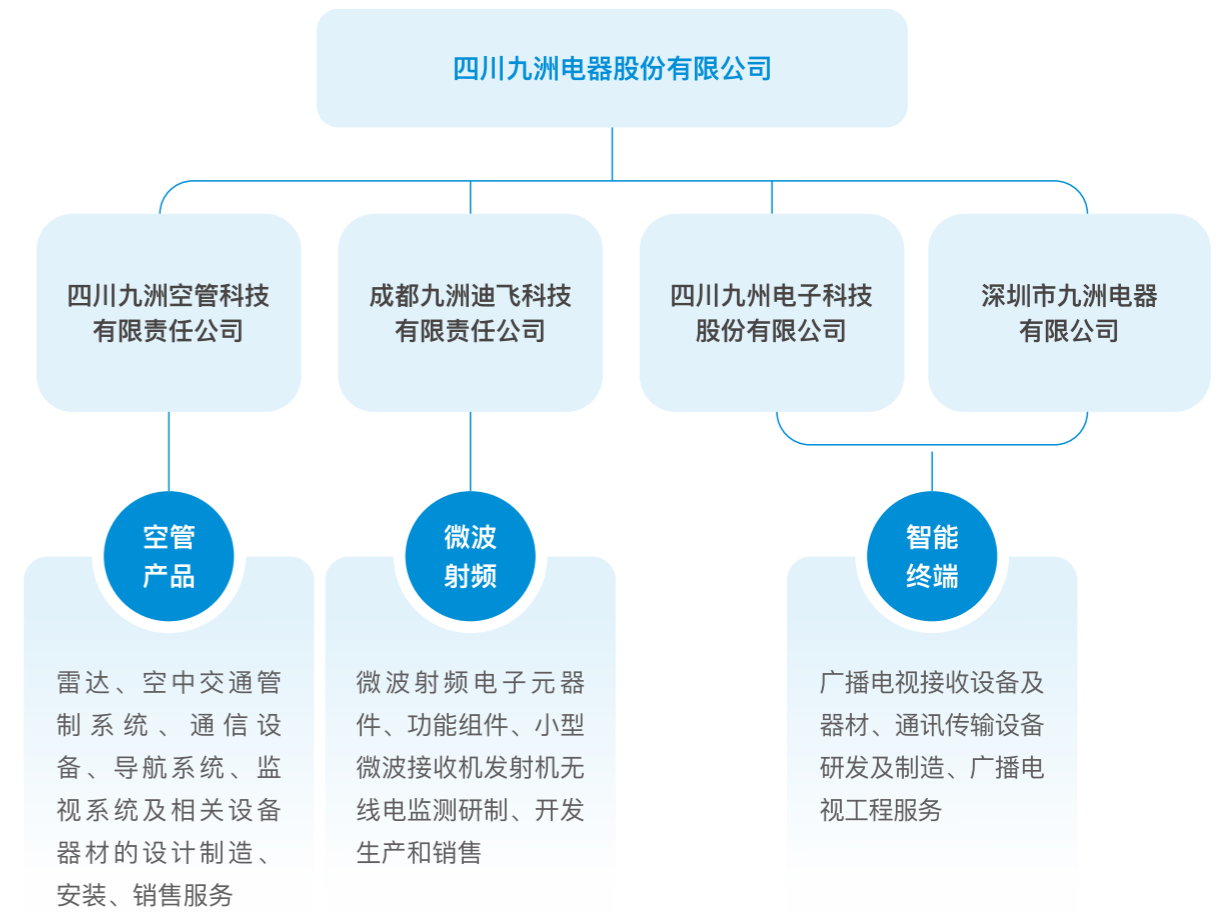 四川九洲电器股份有限公司
四川九洲空管科技
有限责任公司
成都九洲迪飞科技
有限责任公司
四川九州电子科技
股份有限公司
深圳市九洲电器
有限公司
空管
产品
雷达、空中交通管
制系统、通信设
备、导航系统、监
视系统及相关设备
器材的设计制造、
安装、销售服务
微波
射频
微波射频电子元器
件、功能组件、小型
微波接收机发射机无
线电监测研制、开发
生产和销售
智能
终端
广播电视接收设备及
器材、通讯传输设备
研发及制造、广播电
视工程服务